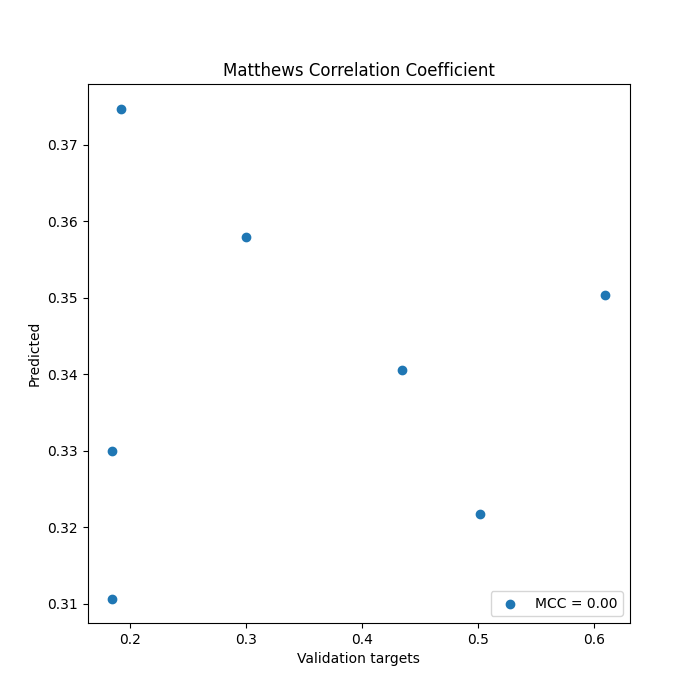 Matthews Correlation Coefficient
0.37
0.36
0.35
0.34
0.33
0.32
0.31
Predicted
MCC = 0.00
0.2 0.3 0.4 0.5 0.6
Validation targets